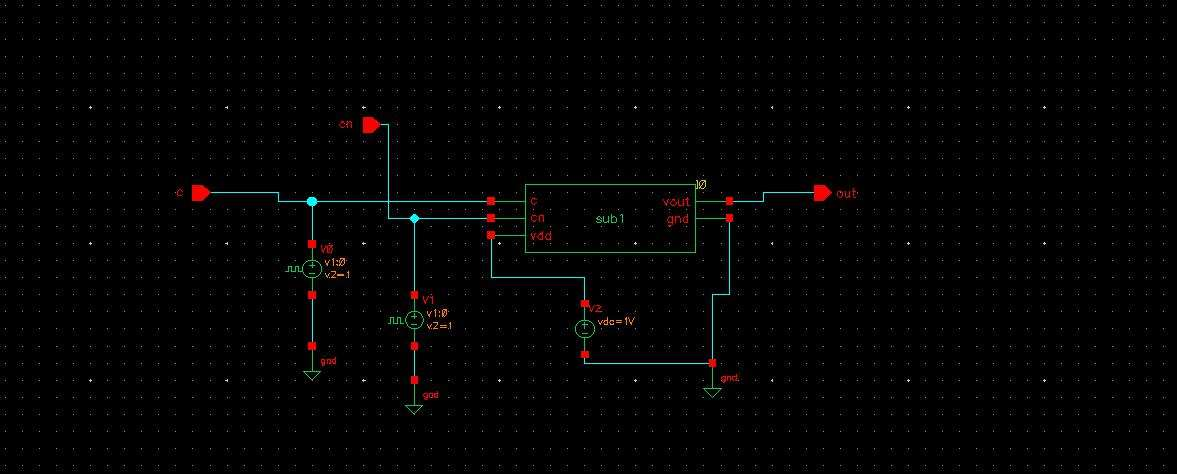 cn
c
I0
out
c
vout
cn
sub1
gnd
vdd
V0
v1:0
v2=.1
V1
v1:0
v2=.1
V2
vdc=1V
gnd
gnd
gnd